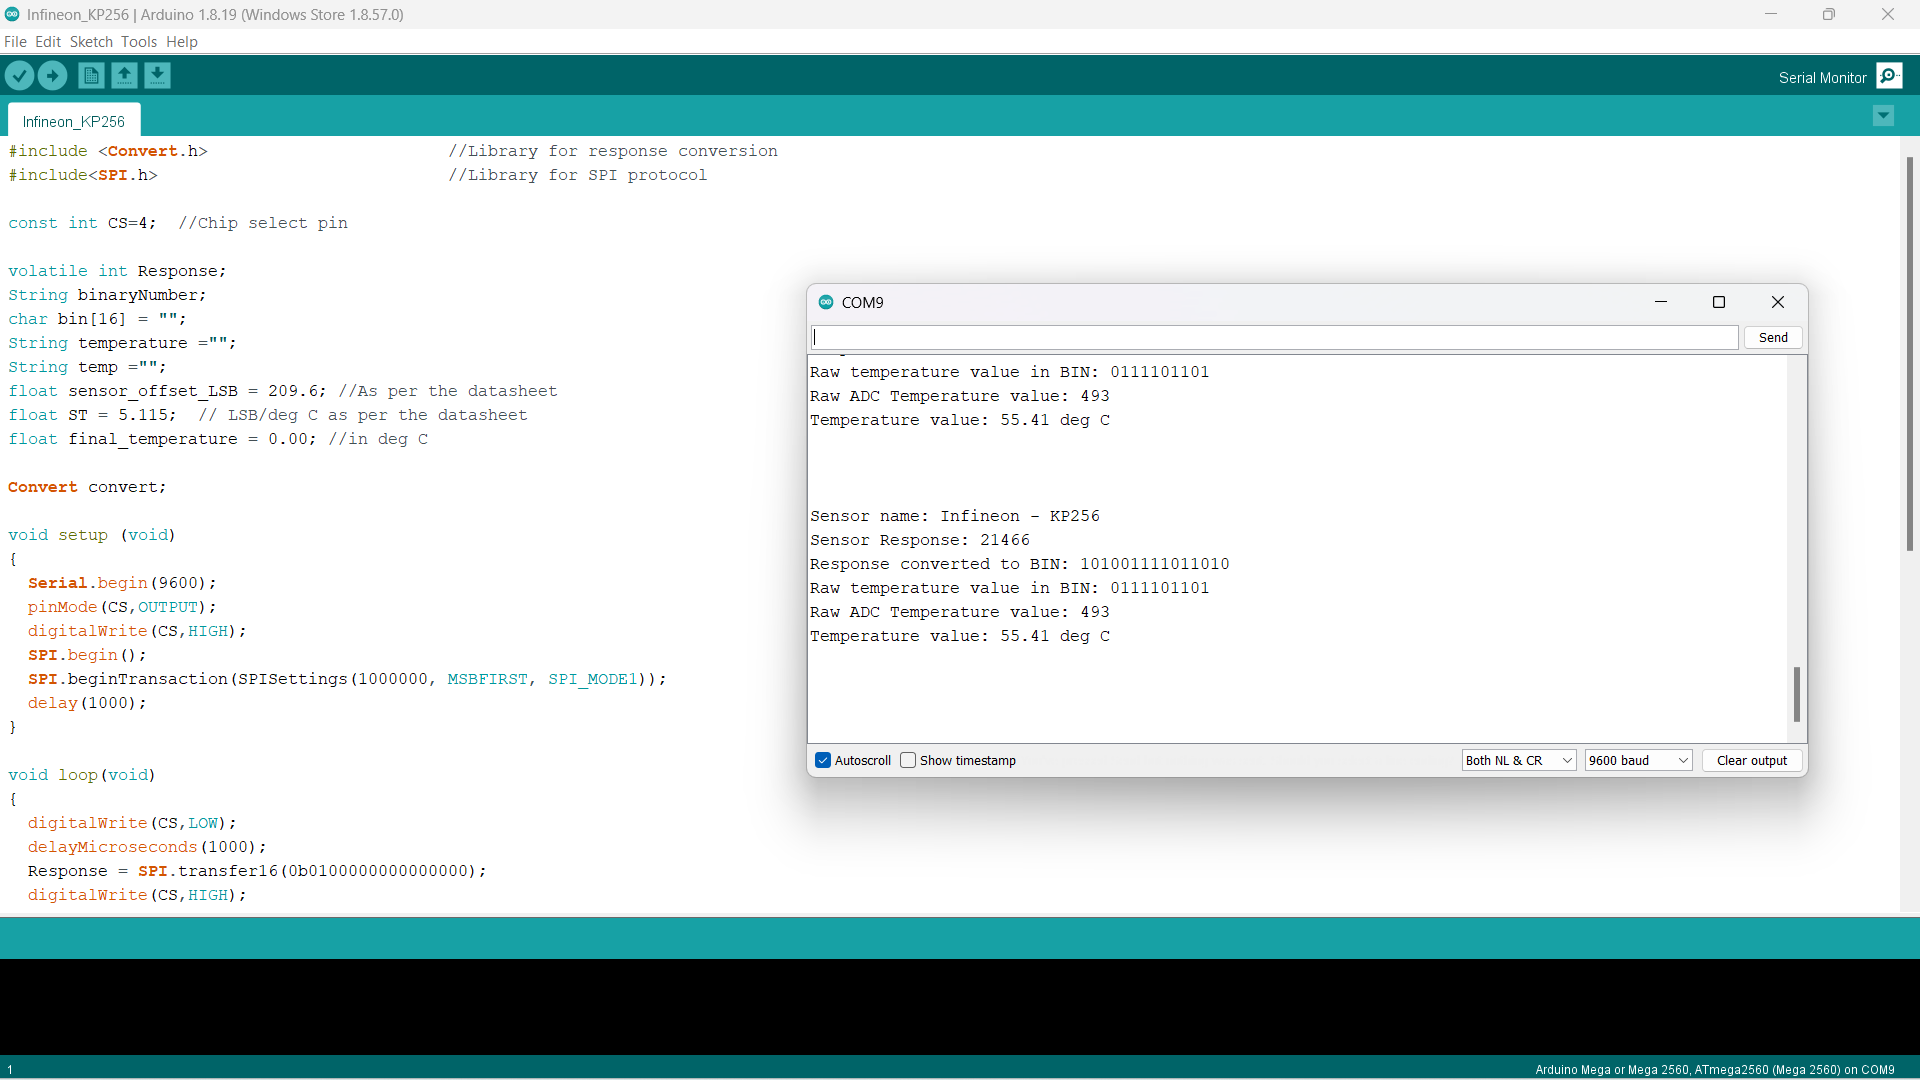 Infineon_KP256 | Arduino 1.8.19 (Windows Store 1.8.57.0)
File Edit Sketch Tools Help
Serial Monitor
Infineon_KP256
#include <Convert.h> //Library for response conversion
#include<SPI.h> //Library for SPI protocol
const int CS=4; //Chip select pin
volatile int Response;
String binaryNumber;
char bin[16] = "";
String temperature ="";
String temp ="";
float sensor_offset_LSB = 209.6; //As per the datasheet
float ST = 5.115; // LSB/deg C as per the datasheet
float final_temperature = 0.00; //in deg C
Convert convert;
void setup (void)
{
Serial.begin(9600);
pinMode(CS,OUTPUT);
digitalWrite(CS,HIGH);
SPI.begin();
SPI.beginTransaction(SPISettings(1000000, MSBFIRST, SPI_MODE1));
delay(1000);
}
void loop(void)
{
digitalWrite(CS,LOW);
delayMicroseconds(1000);
Response = SPI.transfer16(0b0100000000000000);
digitalWrite(CS,HIGH);
COM9
Send
Raw temperature value in BIN: 0111101101
Raw ADC Temperature value: 493
Temperature value: 55.41 deg C
Sensor name: Infineon - KP256
Sensor Response: 21466
Response converted to BIN: 101001111011010
Raw temperature value in BIN: 0111101101
Raw ADC Temperature value: 493
Temperature value: 55.41 deg C
Autoscroll Show timestamp Both NL & CR 9600 baud Clear output
1 Arduino Mega or Mega 2560, ATmega2560 (Mega 2560) on COM9